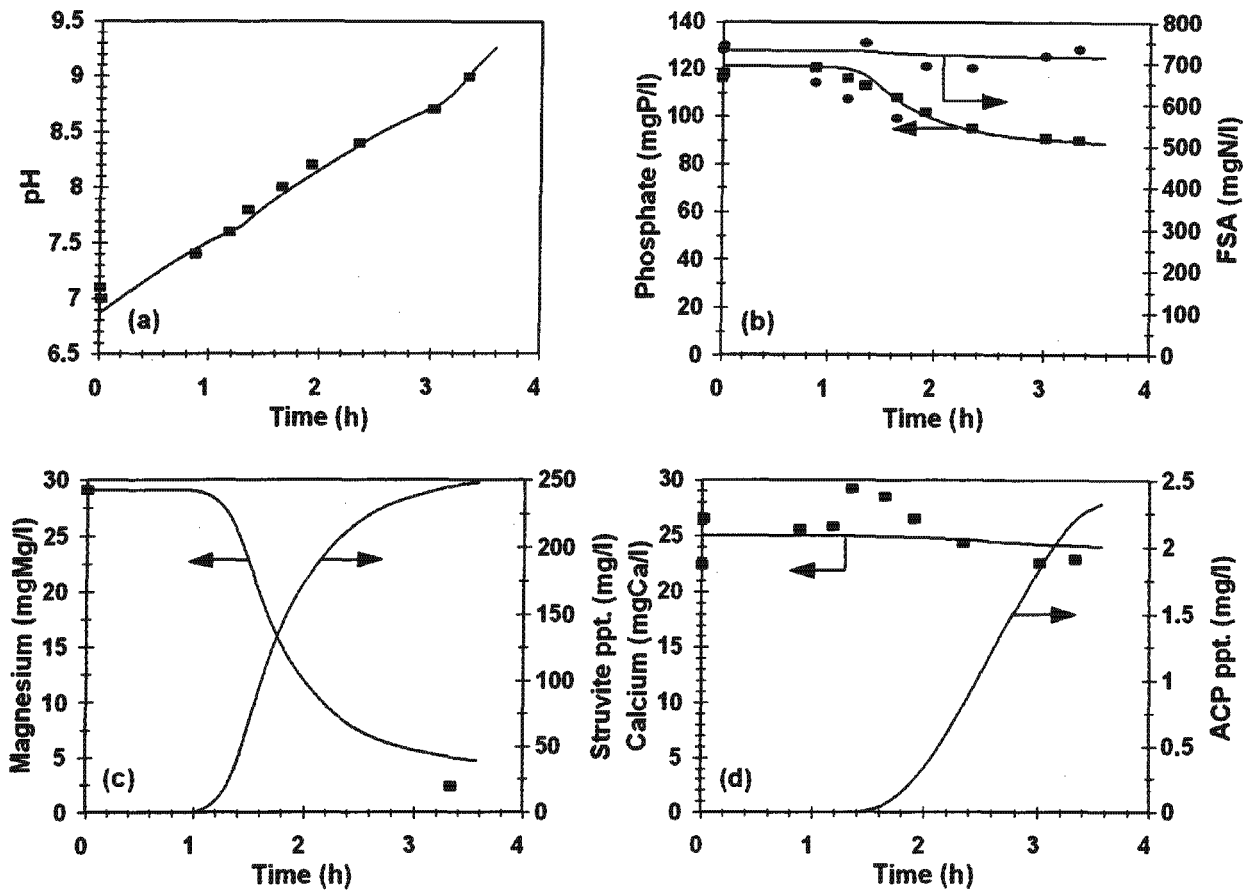 9.5
9
8.5
8
7.5
7
6.5
pH
(a)
0 1 2 3 4
Time (h)
140
120
100
80
60
40
20
0
Phosphate (mgP/l)
(b)
800
700
600
500
400
300
200
100
0
FSA (mgN/l)
0 1 2 3 4
Time (h)
30
25
20
15
10
5
0
Magnesium (mgMg/l)
(c)
250
200
150
100
50
0
Struvite ppt. (mg/l)
0 1 2 3 4
Time (h)
30
25
20
15
10
5
0
Calcium (mgCa/l)
(d)
2.5
2
1.5
1
0.5
0
ACP ppt. (mg/l)
0 1 2 3 4
Time (h)